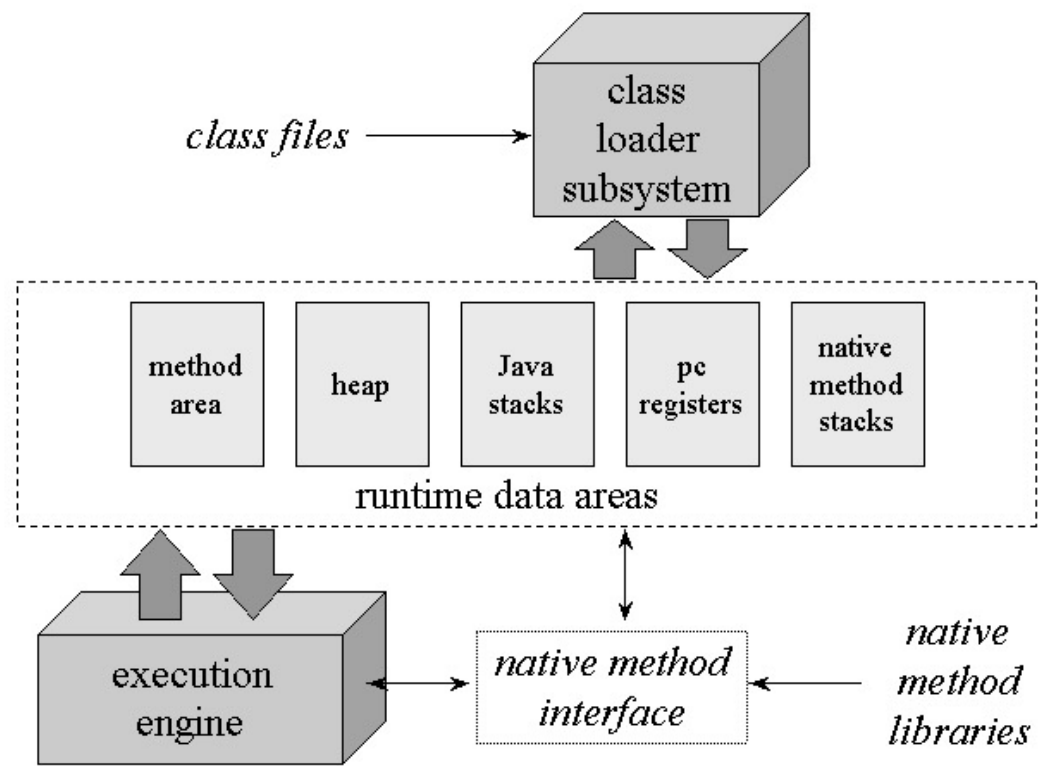 class
loader
subsystem
class files
method
area
heap
Java
stacks
pc
registers
native
method
stacks
runtime data areas
execution
engine
native method
interface
native
method
libraries